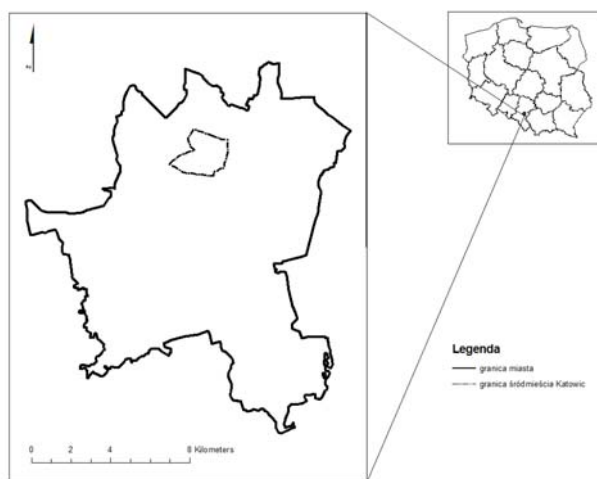 N
Legenda
granica miasta
granica śródmieścia Katowic
0 2 4 8 Kilometers